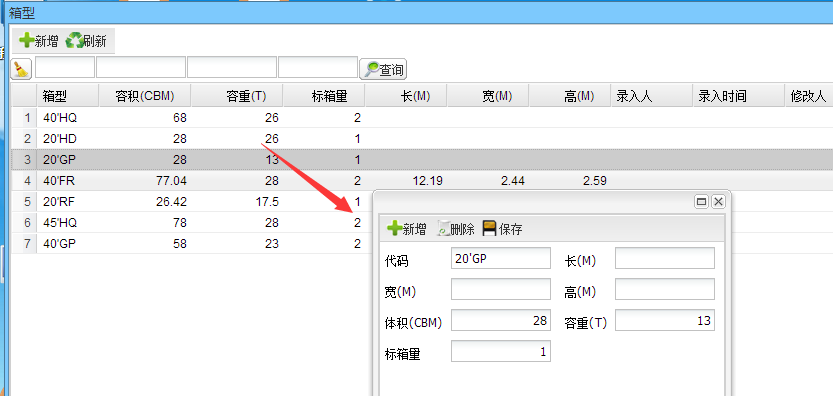 箱型
新增 刷新
查询
箱型 容积(CBM) 容重(T) 标箱量 长(M) 宽(M) 高(M) 录入人 录入时间 修改人
1 40'HQ 68 26 2
2 20'HD 28 26 1
3 20'GP 28 13 1
4 40'FR 77.04 28 2 12.19 2.44 2.59
5 20'RF 26.42 17.5 1
6 45'HQ 78 28 2
7 40'GP 58 23 2
新增 删除 保存
代码 20'GP 长(M)
宽(M) 高(M)
体积(CBM) 28 容重(T) 13
标箱量 1